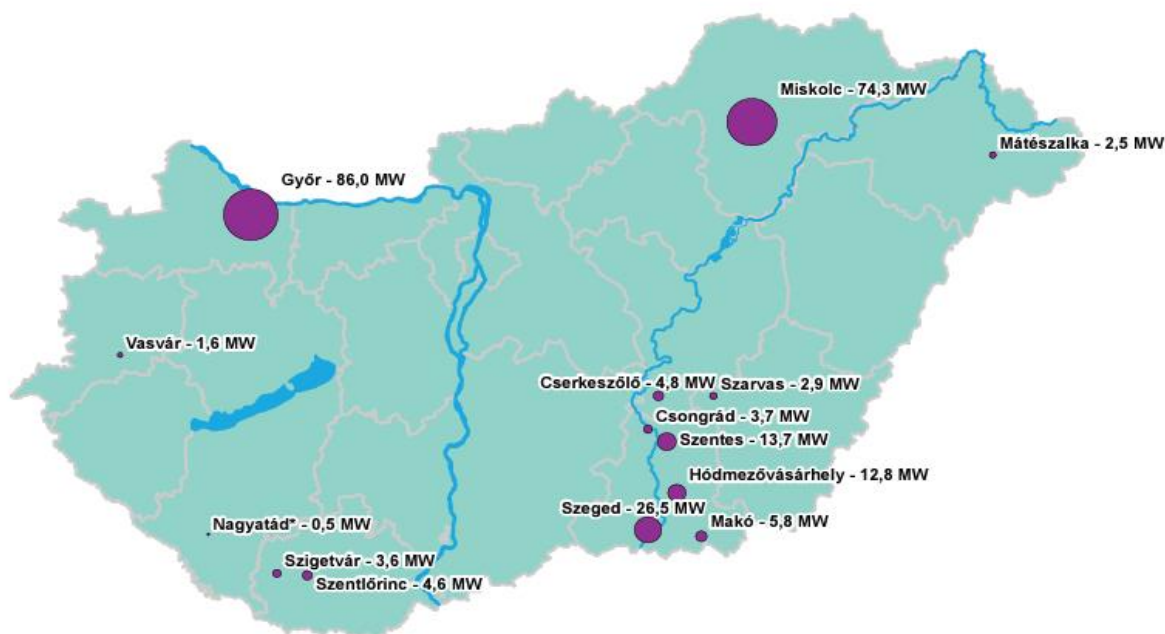 Miskolc - 74,3 MW
Mátészalka - 2,5 MW
Győr - 86,0 MW
Vasvár - 1,6 MW
Cserkeszőlő - 4,8 MW
Szarvas - 2,9 MW
Csongrád - 3,7 MW
Szentes - 13,7 MW
Hódmezővásárhely - 12,8 MW
Szeged - 26,5 MW
Makó - 5,8 MW
Nagyatád* - 0,5 MW
Szigetvár - 3,6 MW
Szentlőrinc - 4,6 MW